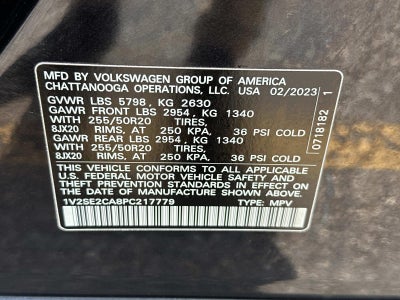 MFD BY VOLKSWAGEN GROUP OF AMERICA
CHATTANOOGA OPERATIONS, LLC. USA 02/2023
GVWR LBS 5798, KG 2630
GAWR FRONT LBS 2954, KG 1340
WITH 255/50R20 TIRES,
8JX20 RIMS, AT 250 KPA, 36 PSI COLD
GAWR REAR LBS 2954, KG 1340
WITH 255/50R20 TIRES,
8JX20 RIMS, AT 250 KPA, 36 PSI COLD
THIS VEHICLE CONFORMS TO ALL APPLICABLE
U.S. FEDERAL MOTOR VEHICLE SAFETY STANDARDS
IN EFFECT ON THE DATE OF MANUFACTURE
SHOWN ABOVE.
1V2SE2CA8PC217779 TYPE: MPV
0718182 1